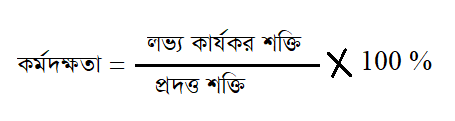 কর্মদক্ষতা = লভ্য কার্যকর শক্তি / প্রদত্ত শক্তি × 100 %